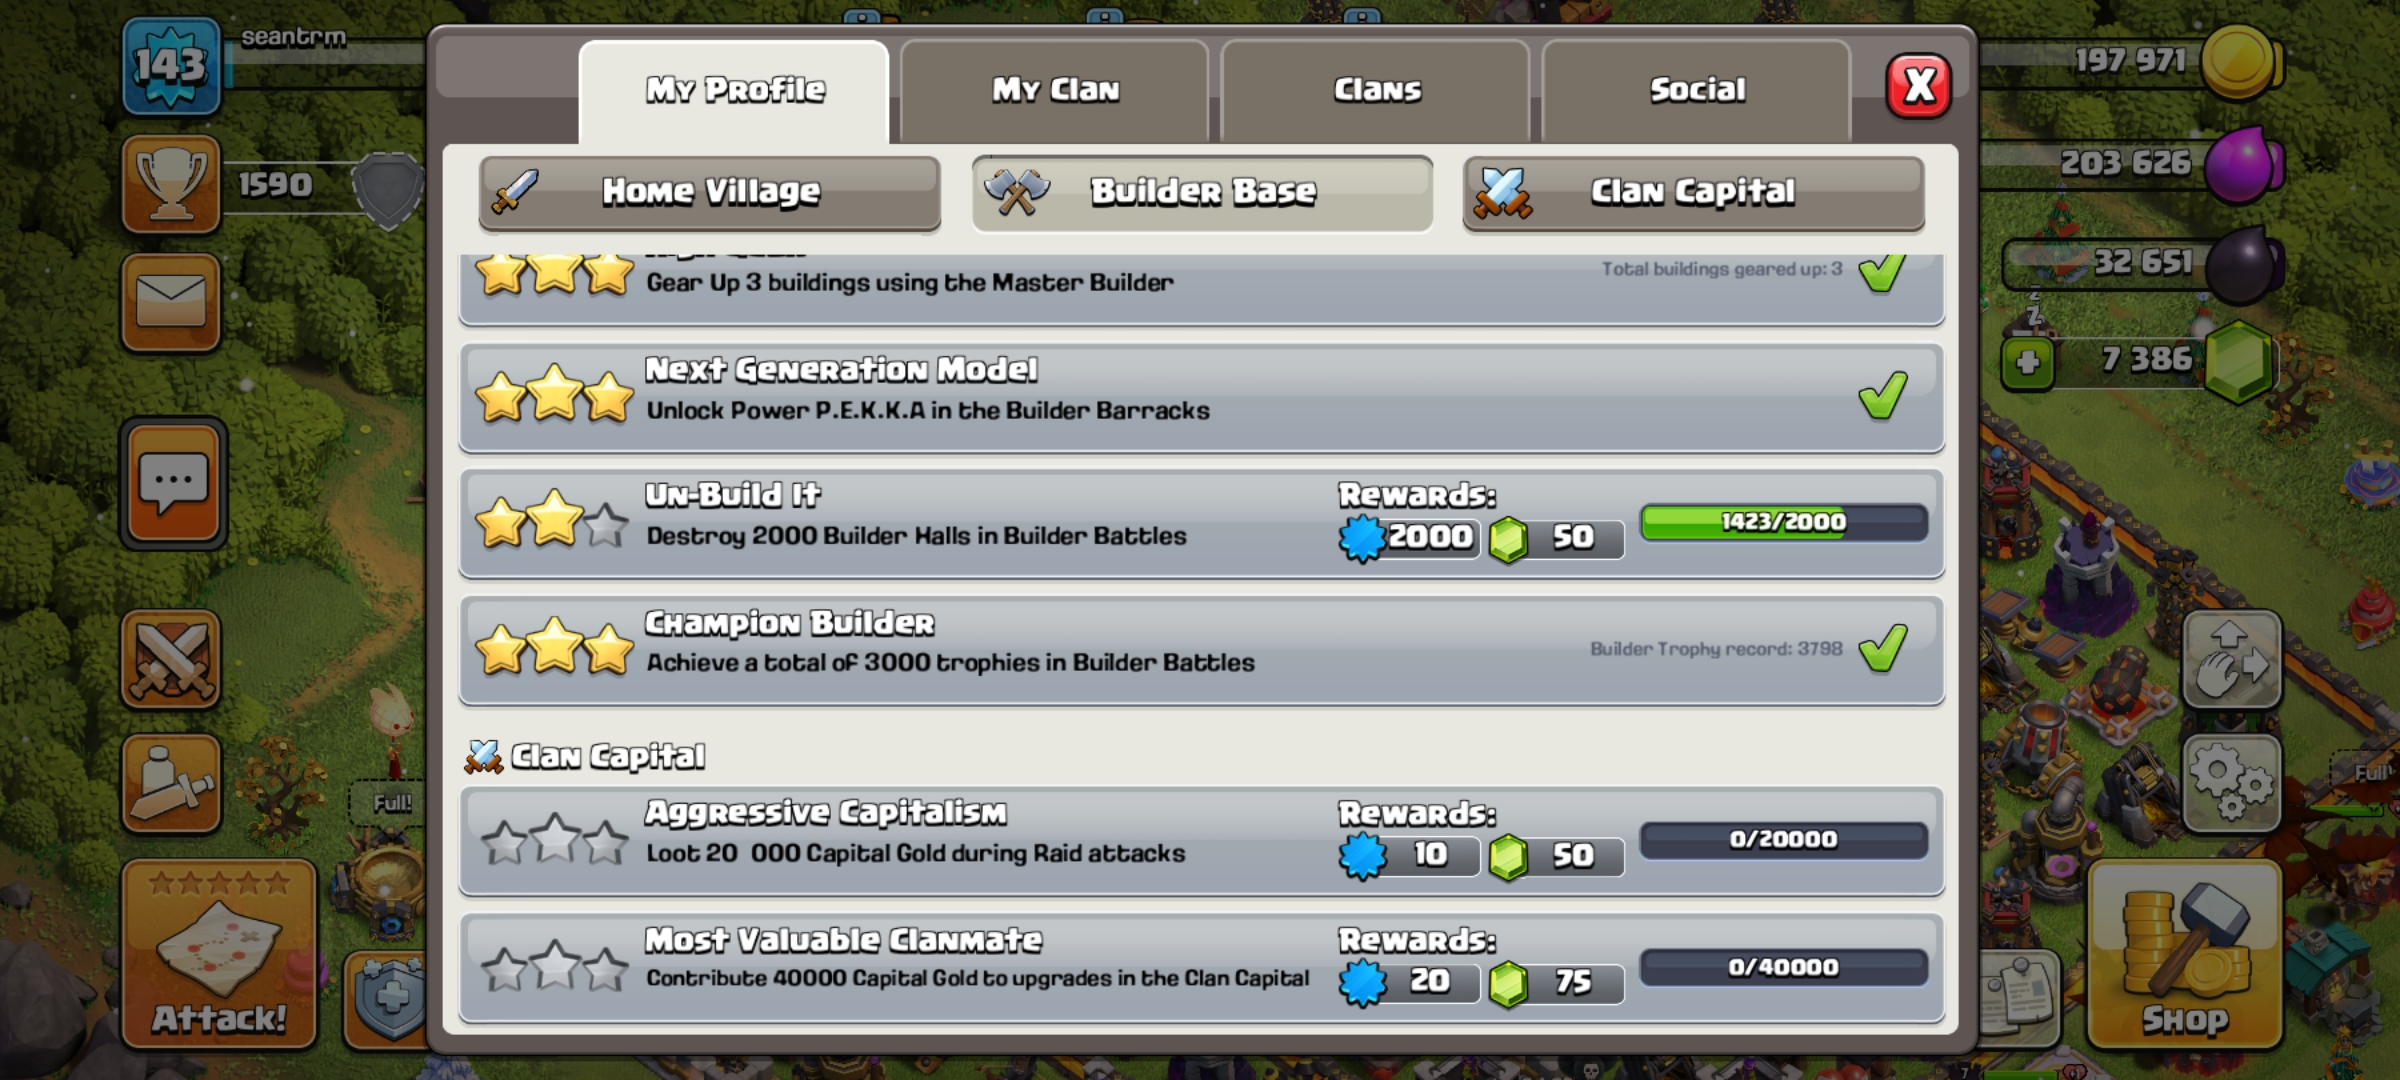 143
seantrm
1590
My Profile
My Clan
Clans
Social
X
197 971
203 626
32 651
7 386
Home Village
Builder Base
Clan Capital
Gear Up 3 buildings using the Master Builder
Total buildings geared up: 3
Next Generation Model
Unlock Power P.E.K.K.A in the Builder Barracks
Un-Build It
Destroy 2000 Builder Halls in Builder Battles
Rewards:
2000
50
1423/2000
Champion Builder
Achieve a total of 3000 trophies in Builder Battles
Builder Trophy record: 3798
Clan Capital
Aggressive Capitalism
Loot 20 000 Capital Gold during Raid attacks
Rewards:
10
50
0/20000
Most Valuable Clanmate
Contribute 40000 Capital Gold to upgrades in the Clan Capital
Rewards:
20
75
0/40000
Full!
Full!
z
z
Attack!
Shop
7